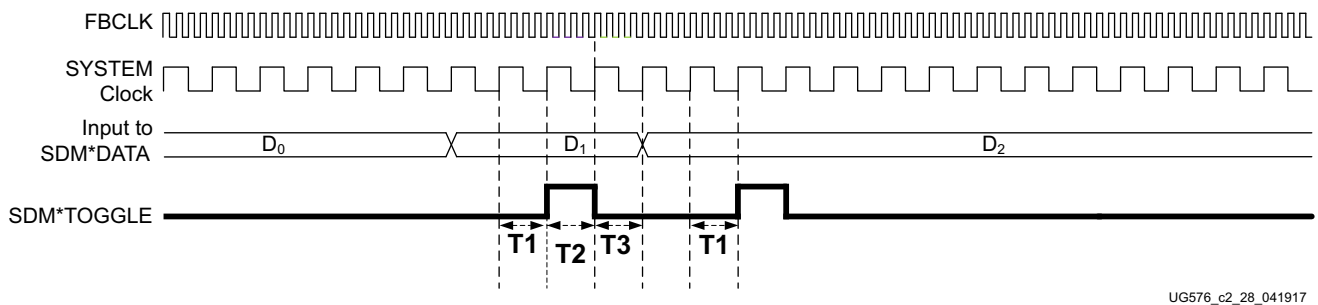 FBCLK
SYSTEM
Clock
Input to
SDM*DATA
D₀
D₁
D₂
SDM*TOGGLE
T1
T2
T3
T1
UG576_c2_28_041917